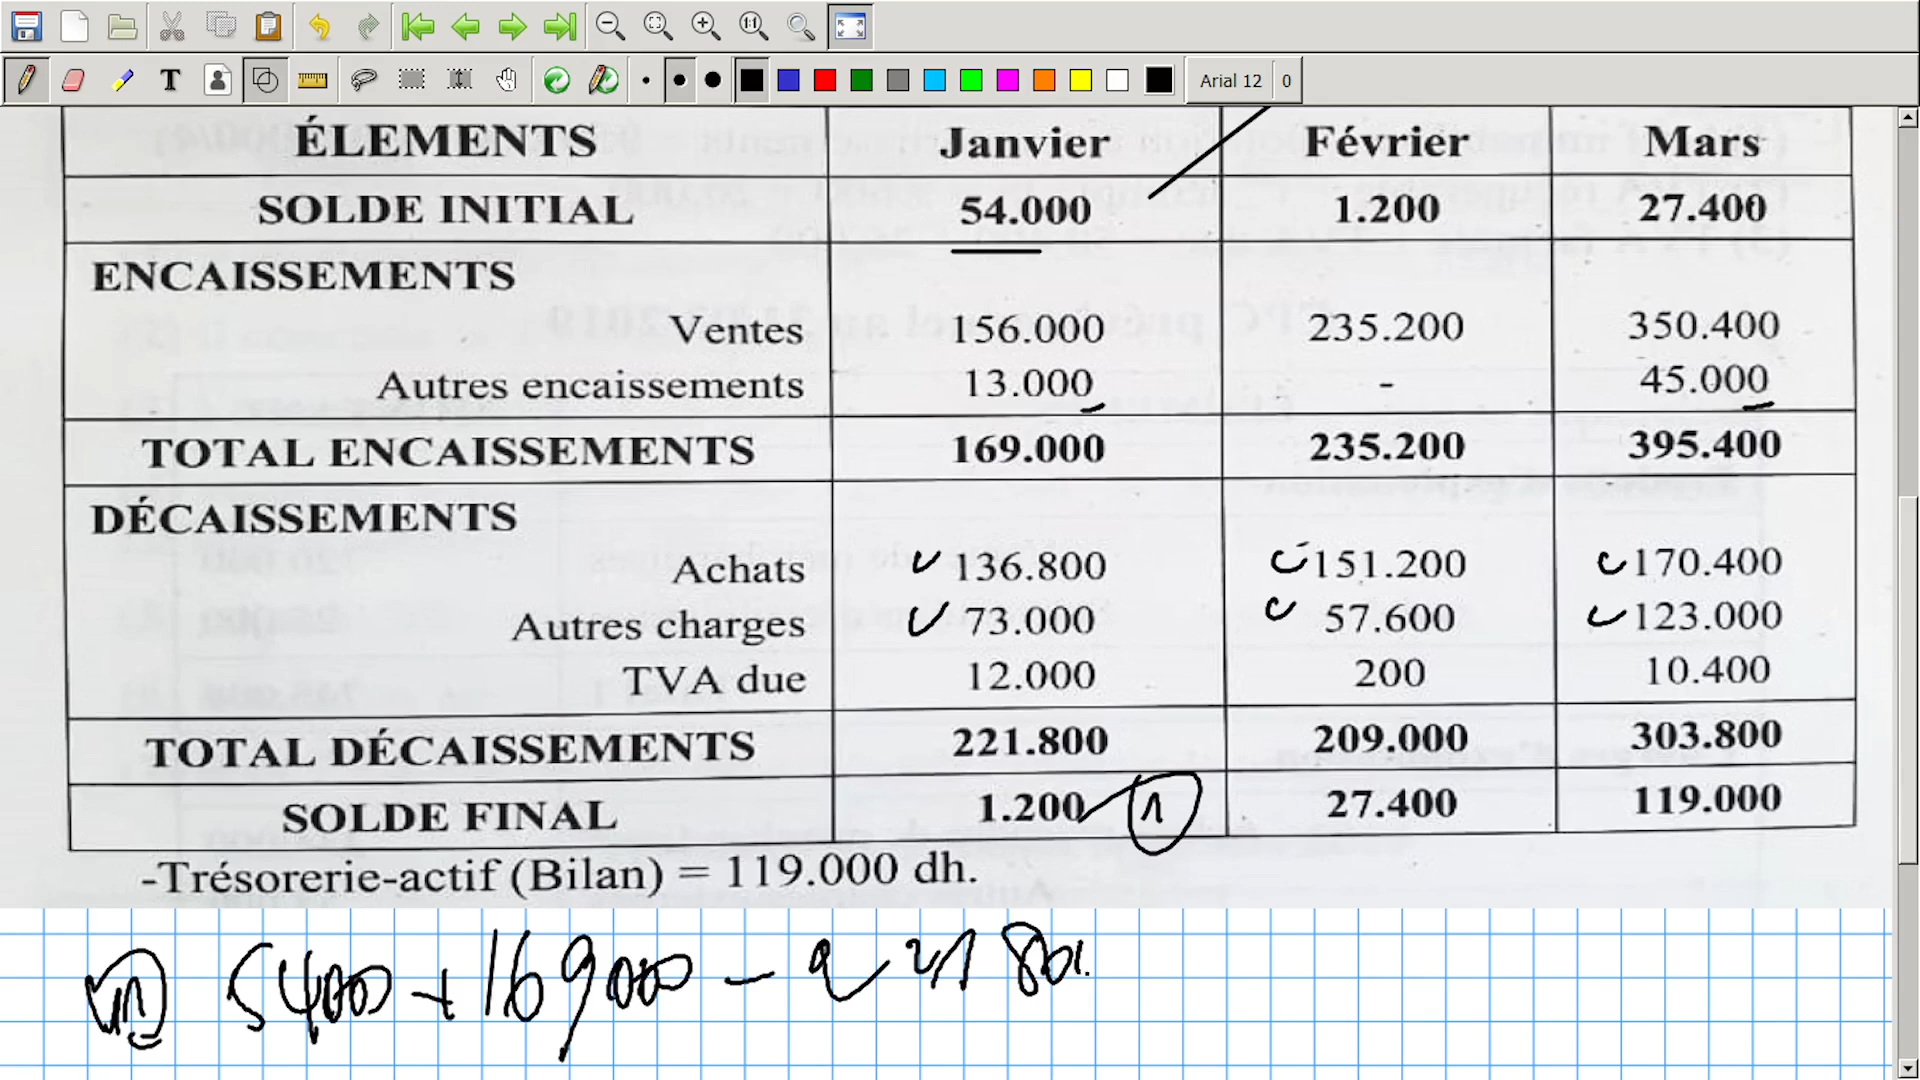 T Arial 12 0
ÉLEMENTS Janvier Février Mars
SOLDE INITIAL 54.000 1.200 27.400
ENCAISSEMENTS
Ventes 156.000 235.200 350.400
Autres encaissements 13.000 - 45.000
TOTAL ENCAISSEMENTS 169.000 235.200 395.400
DÉCAISSEMENTS
Achats 136.800 151.200 170.400
Autres charges 73.000 57.600 123.000
TVA due 12.000 200 10.400
TOTAL DÉCAISSEMENTS 221.800 209.000 303.800
SOLDE FINAL 1.200 1 27.400 119.000
-Trésorerie-actif (Bilan) = 119.000 dh.
1 54000 + 169000 - 221 800